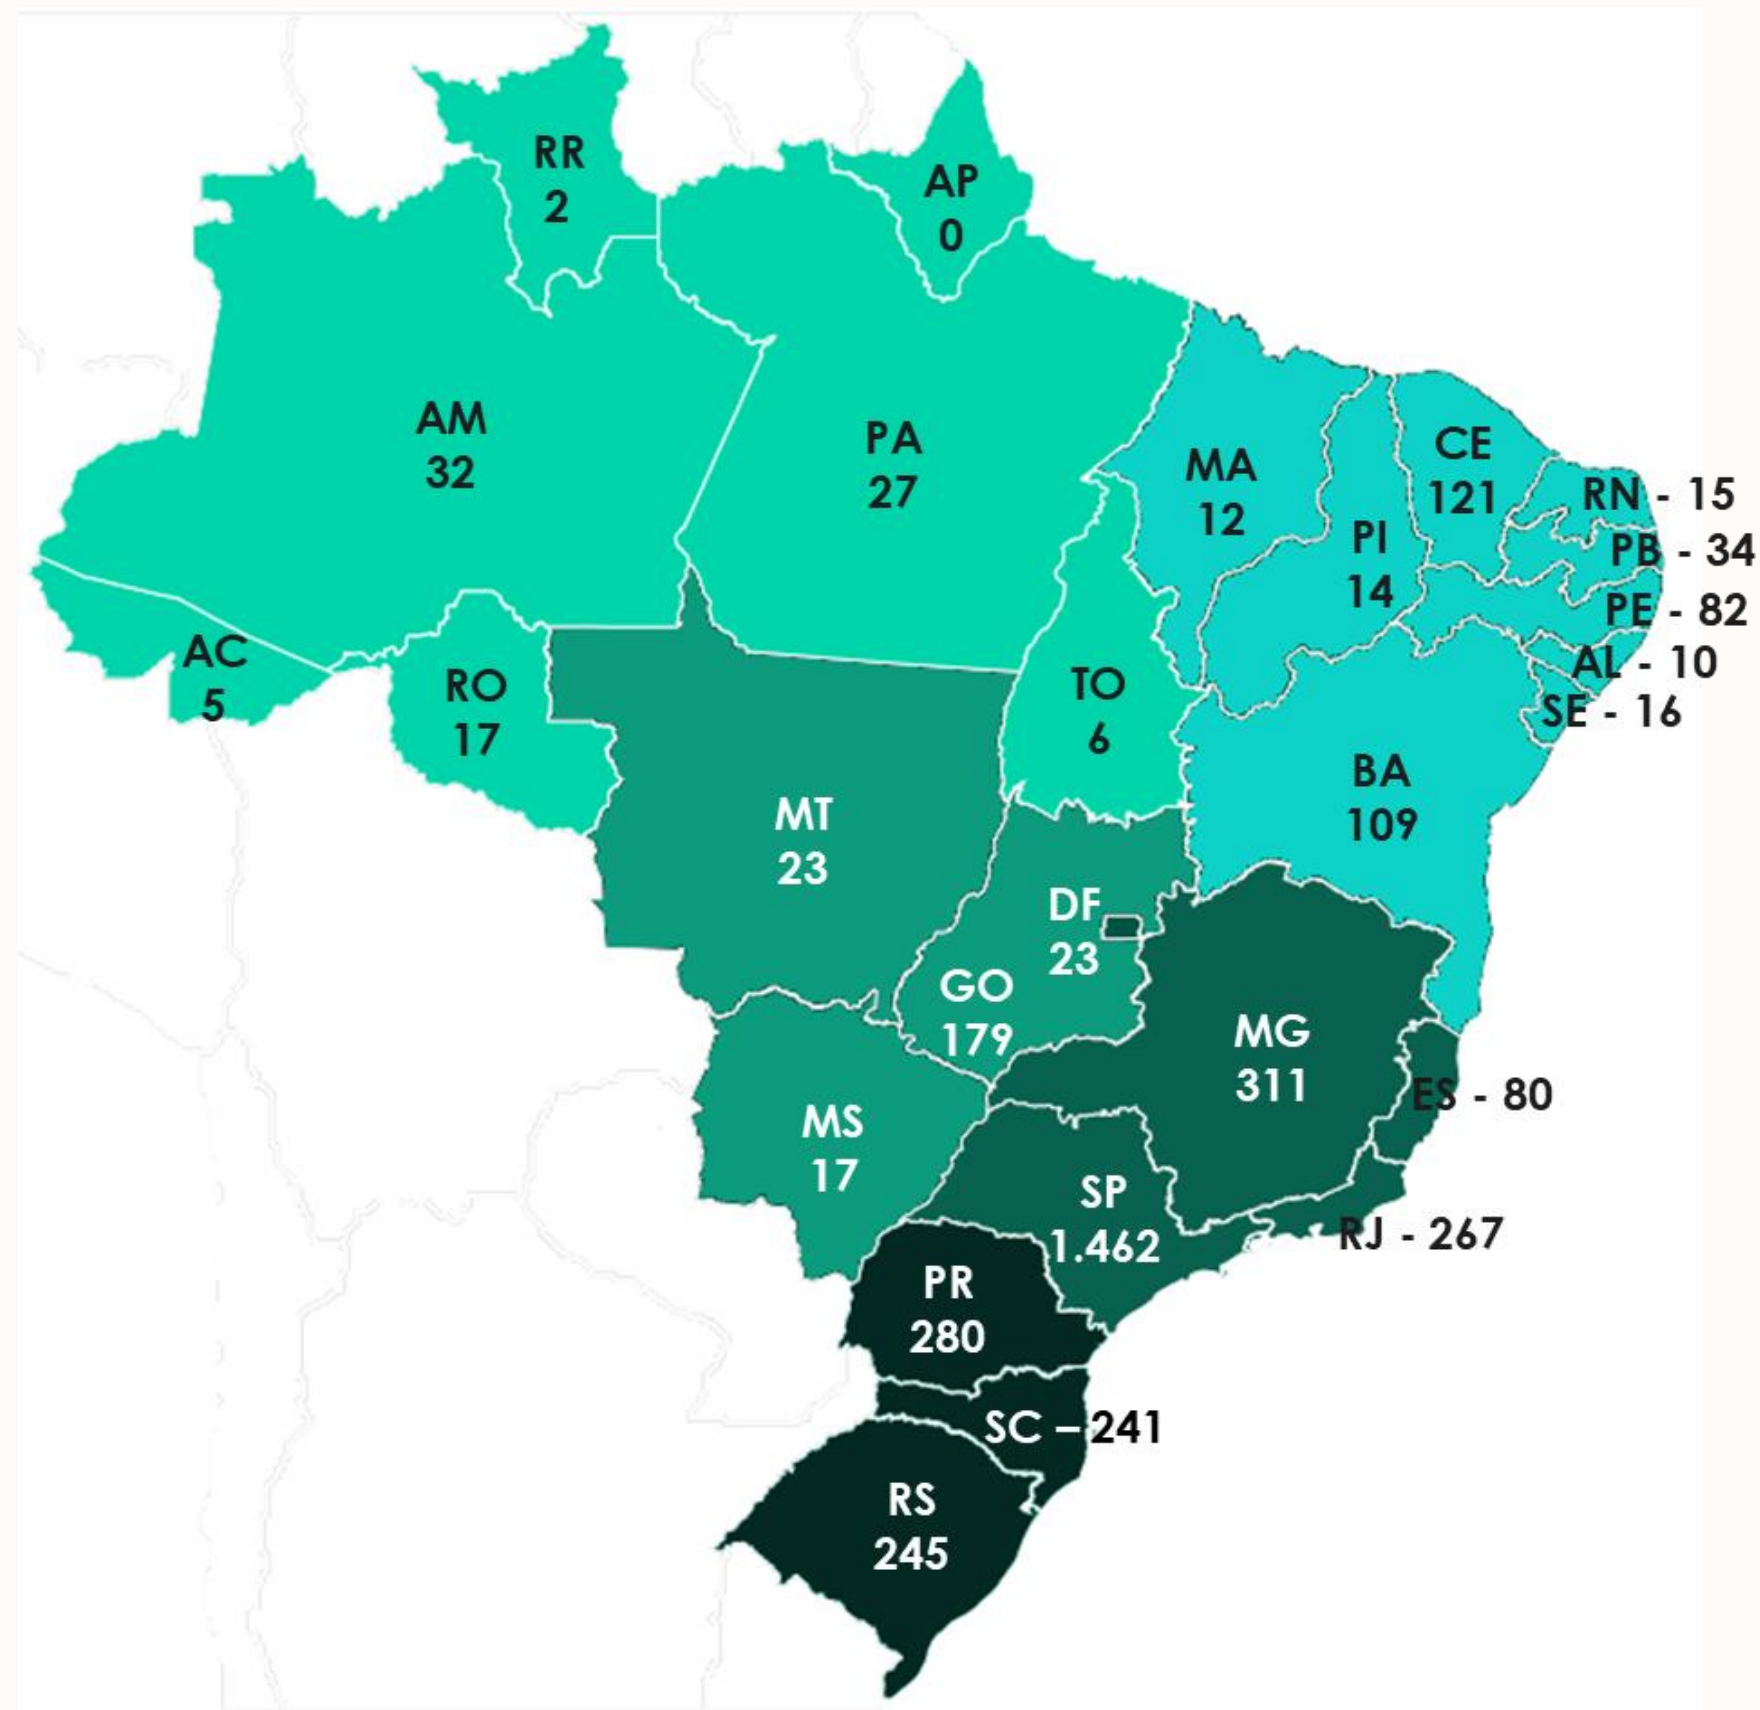 RR
2
AP
0
AM
32
PA
27
MA
12
CE
121
RN - 15
PI
14
PB - 34
PE - 82
AC
5
RO
17
TO
6
AL - 10
SE - 16
BA
109
MT
23
DF
23
GO
179
MG
311
ES - 80
MS
17
SP
1.462
RJ - 267
PR
280
SC – 241
RS
245